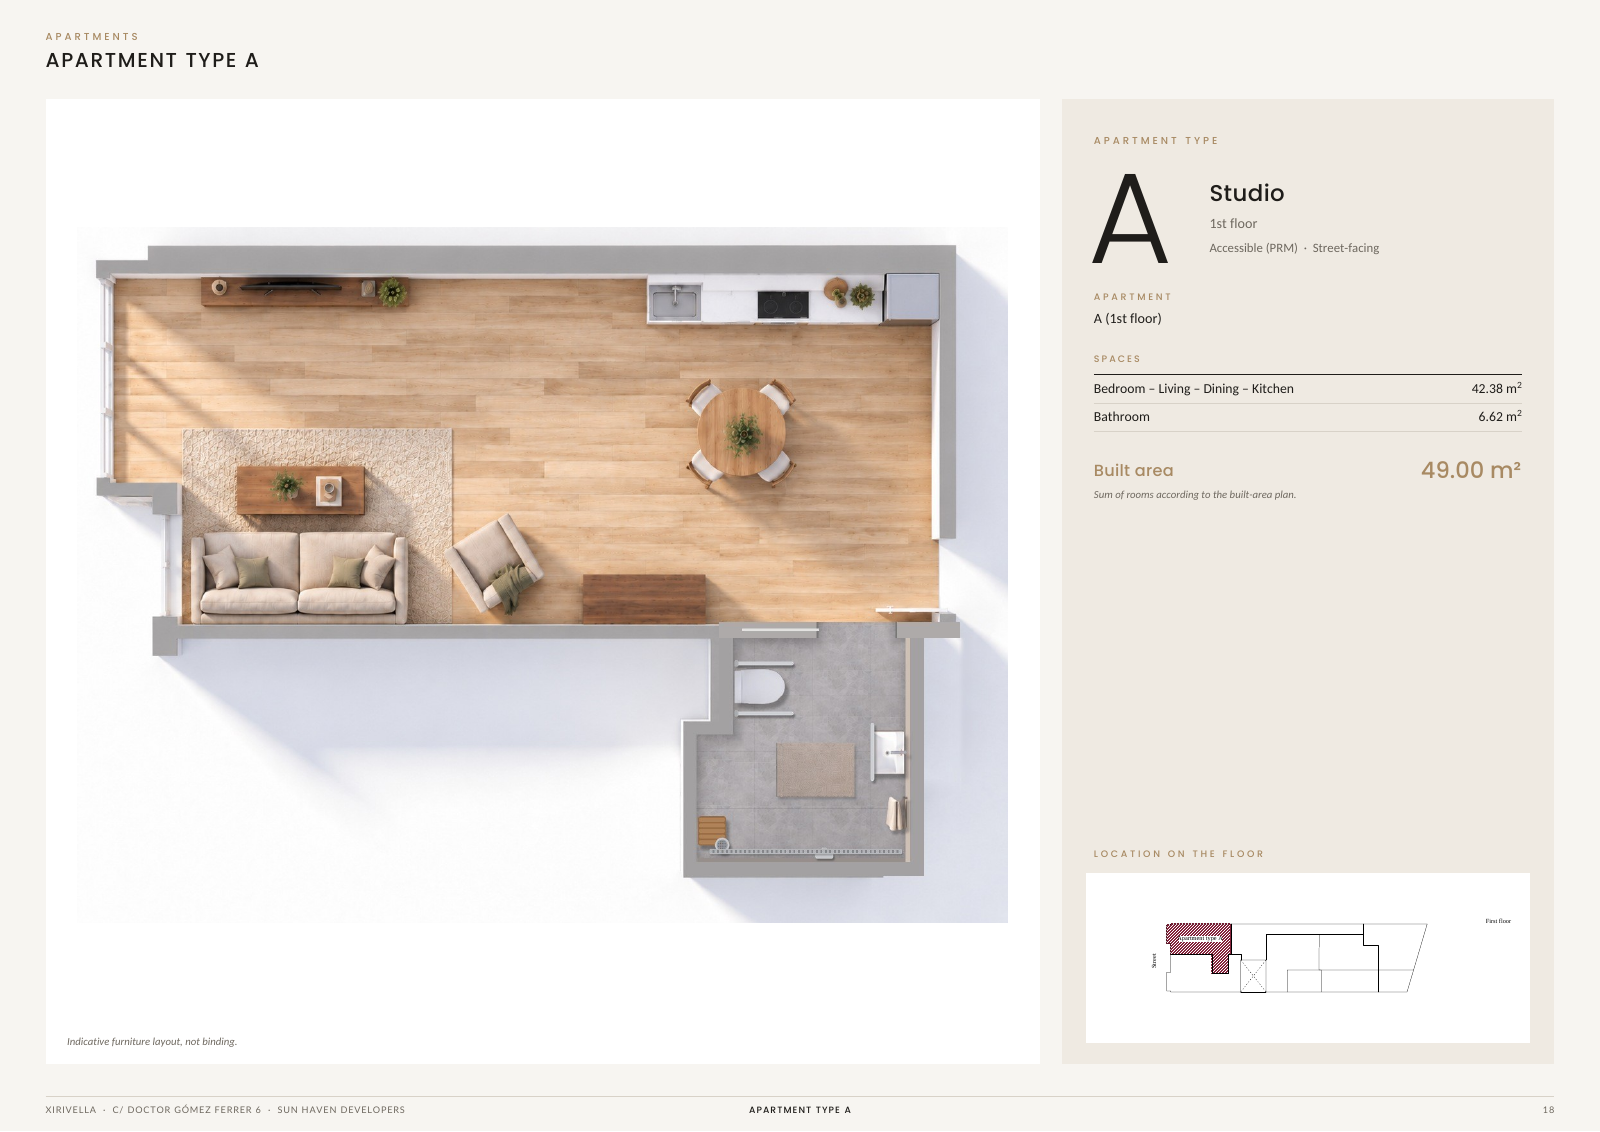 APARTMENTS
APARTMENT TYPE A
APARTMENT TYPE
A
Studio
1st floor
Accessible (PRM) · Street-facing
APARTMENT
A (1st floor)
SPACES
Bedroom – Living – Dining – Kitchen 42.38 m²
Bathroom 6.62 m²
Built area 49.00 m²
Sum of rooms according to the built-area plan.
LOCATION ON THE FLOOR
First floor
Apartment type
Street
Indicative furniture layout, not binding.
XIRIVELLA · C/ DOCTOR GÓMEZ FERRER 6 · SUN HAVEN DEVELOPERS
APARTMENT TYPE A
18